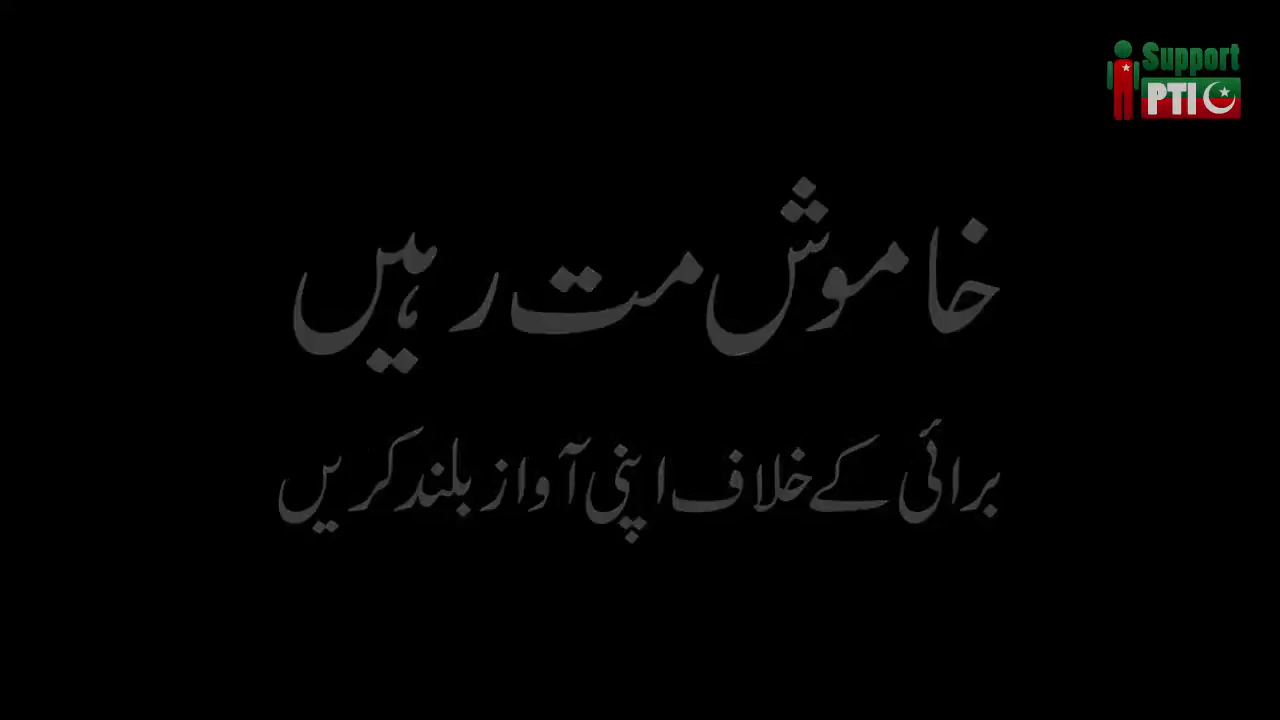 Support
PTI
خاموش مت رہیں
برائی کے خلاف اپنی آواز بلند کریں